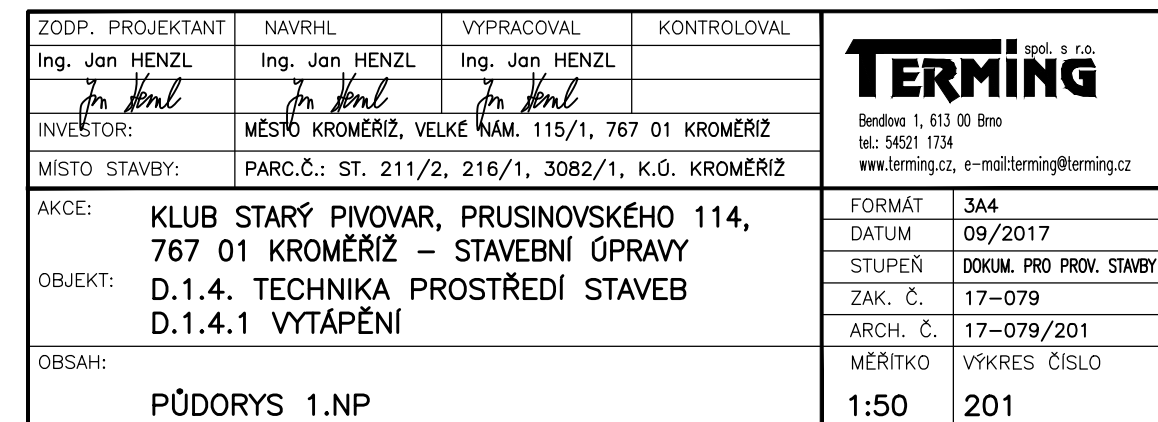 ZODP. PROJEKTANT NAVRHL VYPRACOVAL KONTROLOVAL
Ing. Jan HENZL Ing. Jan HENZL Ing. Jan HENZL
INVESTOR: MĚSTO KROMĚŘÍŽ, VELKÉ NÁM. 115/1, 767 01 KROMĚŘÍŽ
MÍSTO STAVBY: PARC.Č.: ST. 211/2, 216/1, 3082/1, K.Ú. KROMĚŘÍŽ
TERMING spol. s r.o.
Bendlova 1, 613 00 Brno
tel.: 54521 1734
www.terming.cz, e-mail:terming@terming.cz
AKCE: KLUB STARÝ PIVOVAR, PRUSINOVSKÉHO 114,
767 01 KROMĚŘÍŽ – STAVEBNÍ ÚPRAVY
OBJEKT: D.1.4. TECHNIKA PROSTŘEDÍ STAVEB
D.1.4.1 VYTÁPĚNÍ
OBSAH:
PŮDORYS 1.NP
FORMÁT 3A4
DATUM 09/2017
STUPEŇ DOKUM. PRO PROV. STAVBY
ZAK. Č. 17-079
ARCH. Č. 17-079/201
MĚŘÍTKO VÝKRES ČÍSLO
1:50 201